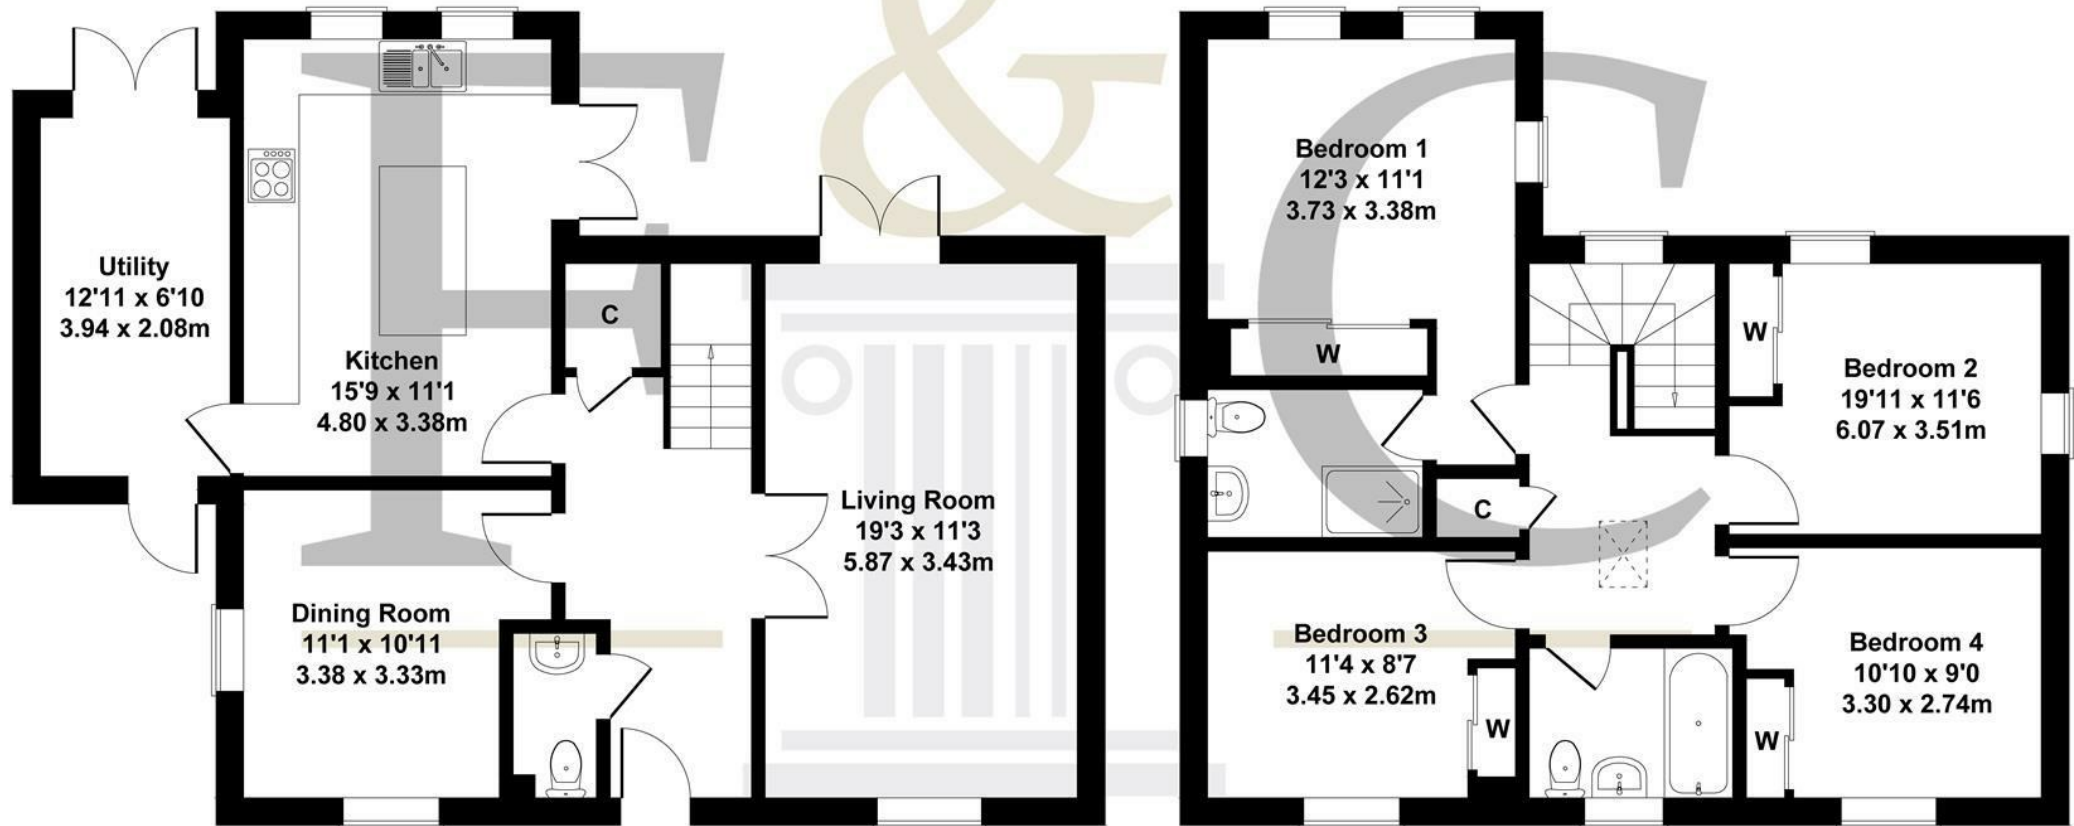 &
F
C
Utility
12'11 x 6'10
3.94 x 2.08m
Kitchen
15'9 x 11'1
4.80 x 3.38m
C
Living Room
19'3 x 11'3
5.87 x 3.43m
Dining Room
11'1 x 10'11
3.38 x 3.33m
Bedroom 1
12'3 x 11'1
3.73 x 3.38m
W
W
Bedroom 2
19'11 x 11'6
6.07 x 3.51m
C
Bedroom 3
11'4 x 8'7
3.45 x 2.62m
W
Bedroom 4
10'10 x 9'0
3.30 x 2.74m
W